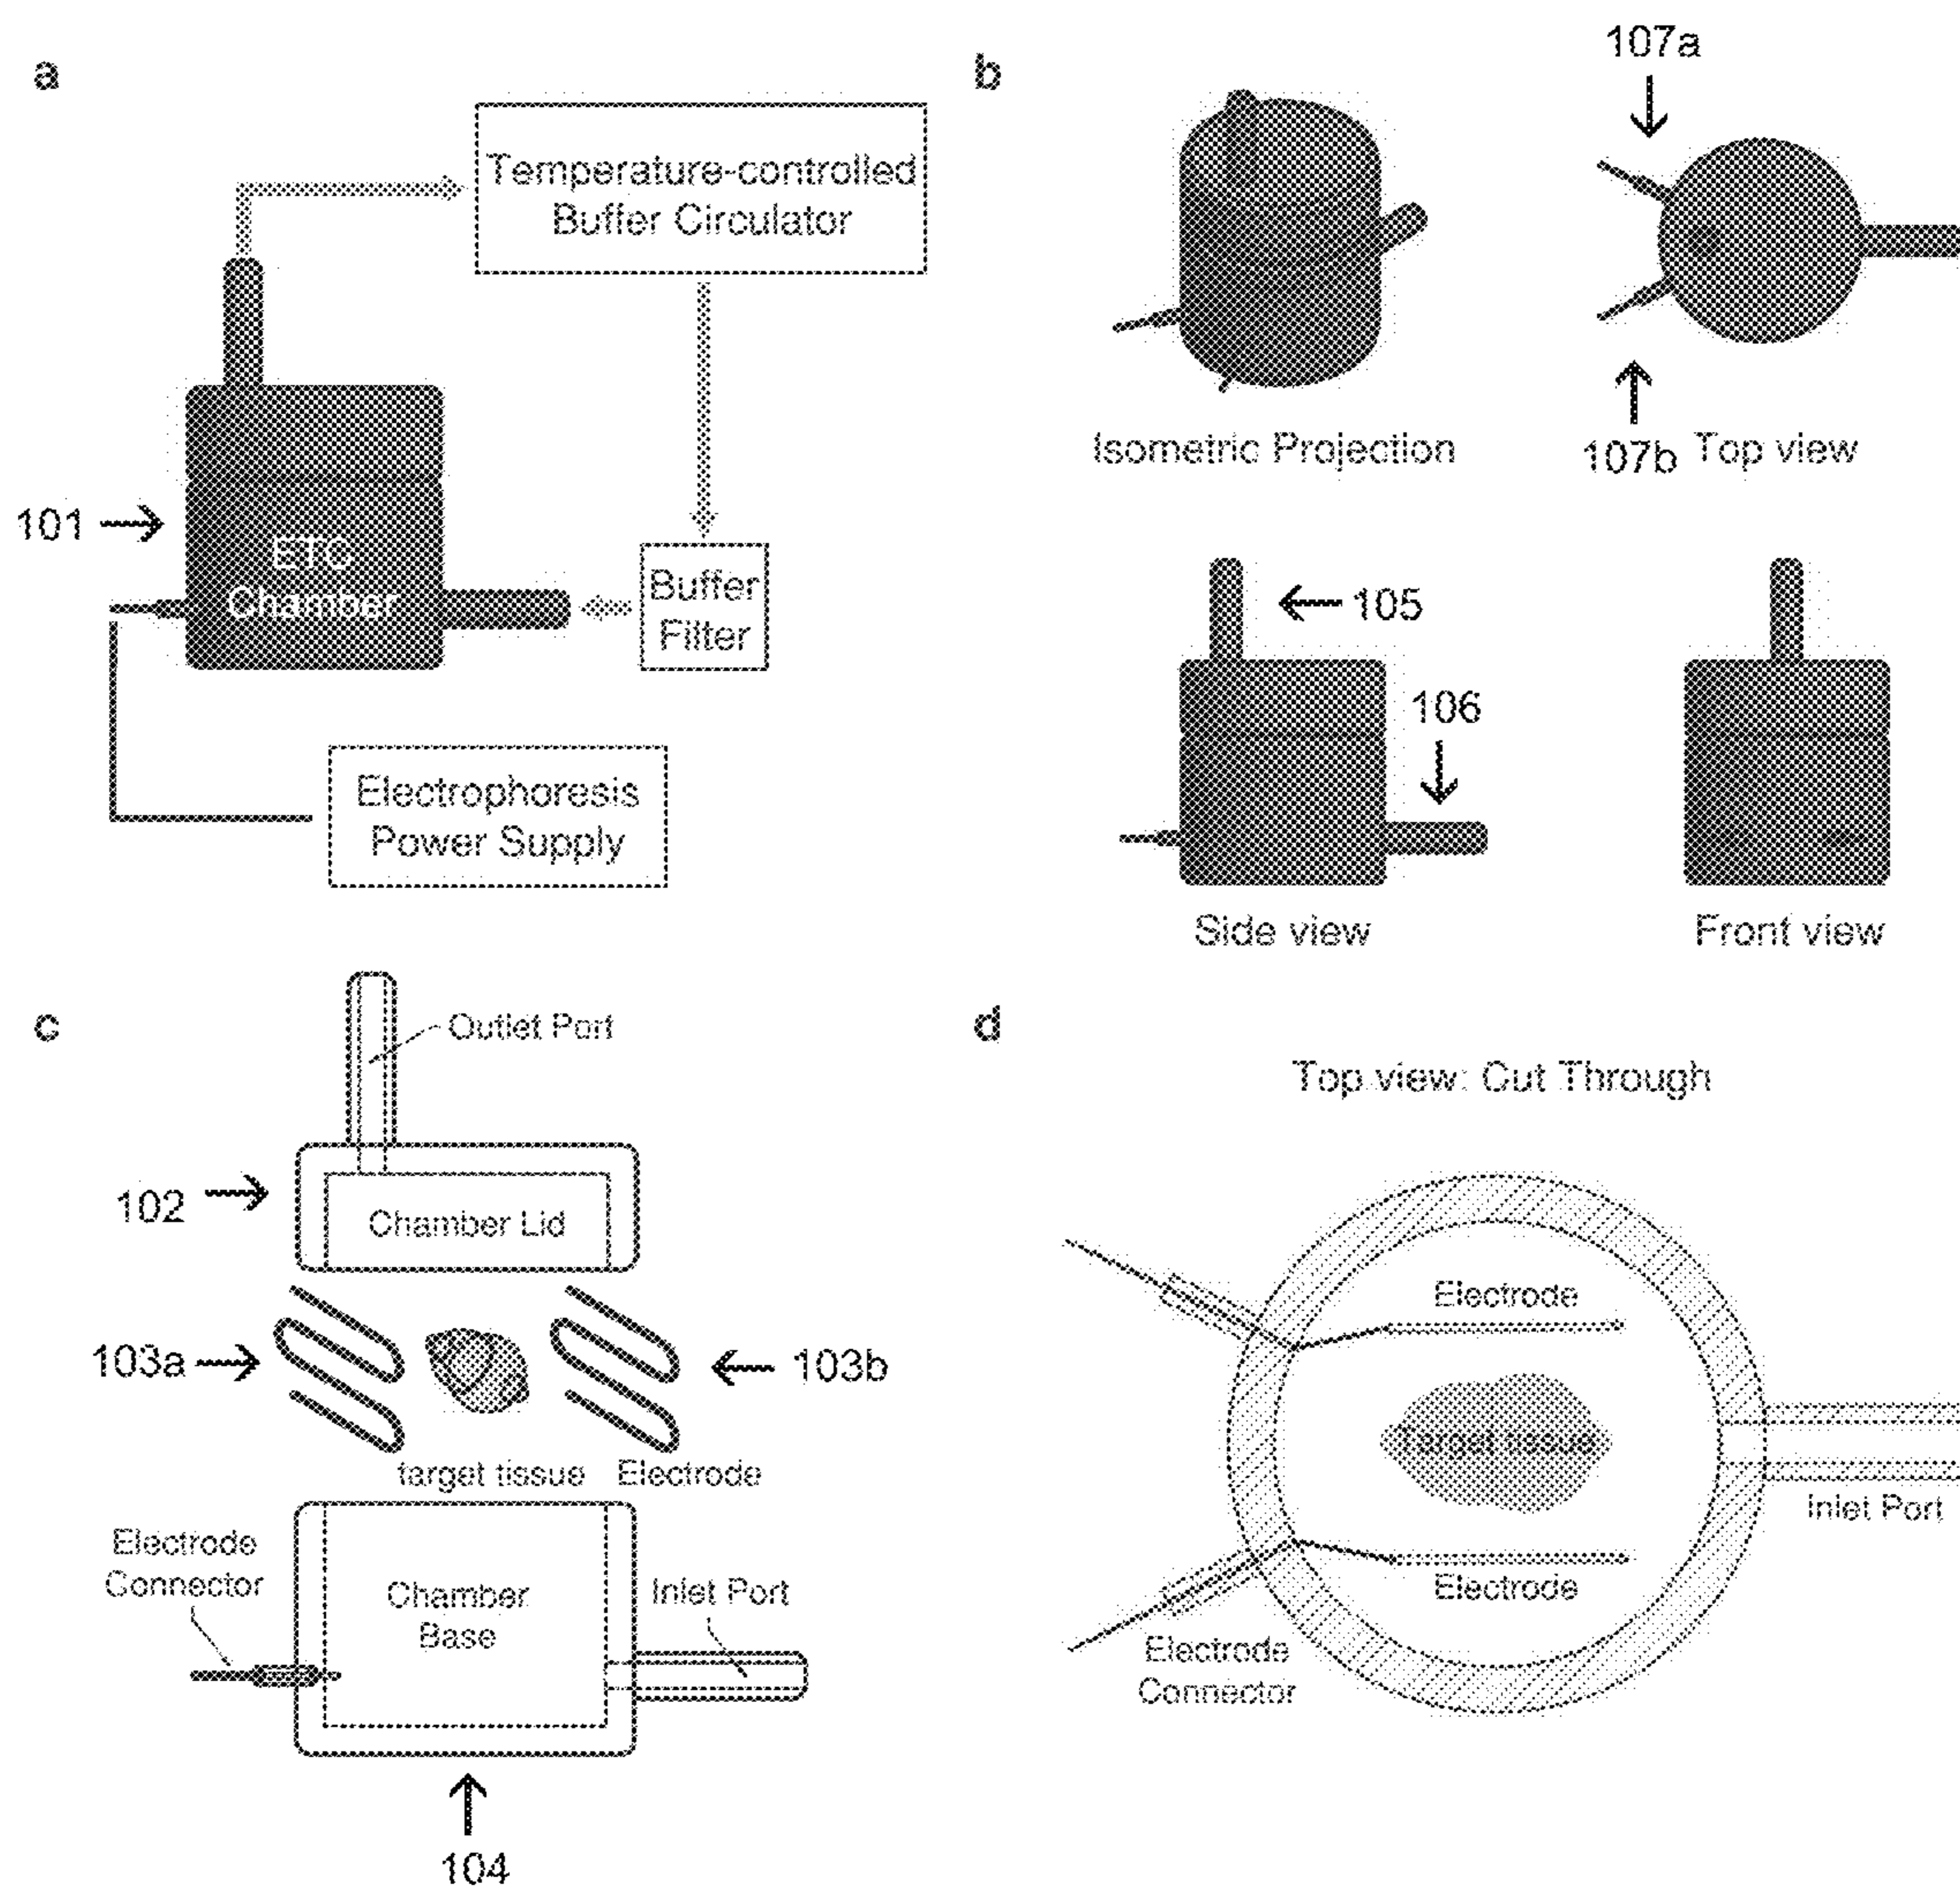 a
Temperature-controlled
Buffer Circulator
101
ETC
Chamber
Buffer
Filter
Electrophoresis
Power Supply
b
107a
Isometric Projection
107b
Top view
105
106
Side view
Front view
c
Outlet Port
102
Chamber Lid
103a
103b
target tissue
Electrode
Electrode
Connector
Chamber
Base
Inlet Port
104
d
Top view: Cut Through
Electrode
Target tissue
Inlet Port
Electrode
Electrode
Connector